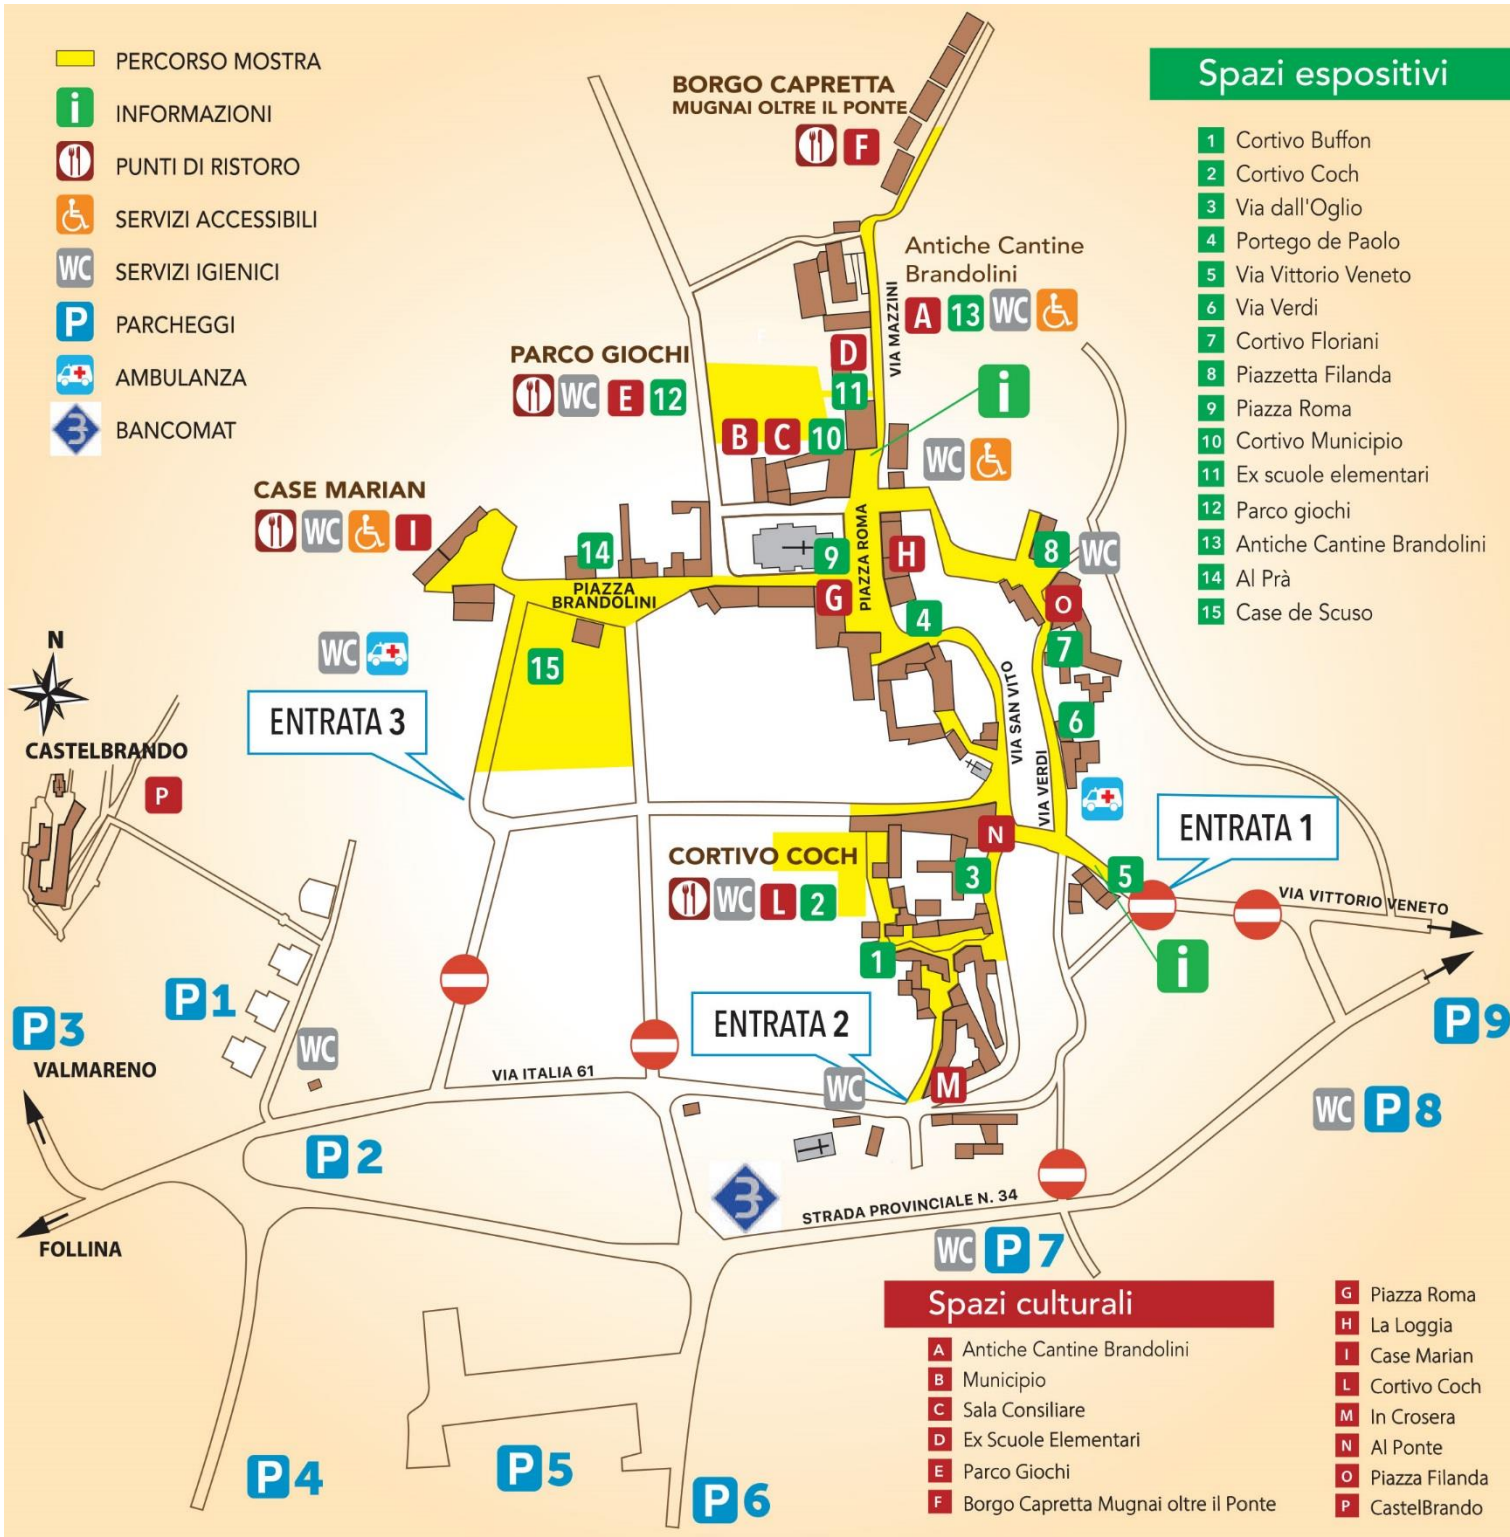 PERCORSO MOSTRA
i INFORMAZIONI
PUNTI DI RISTORO
SERVIZI ACCESSIBILI
WC SERVIZI IGIENICI
P PARCHEGGI
AMBULANZA
BANCOMAT
BORGO CAPRETTA
MUGNAI OLTRE IL PONTE
F
Spazi espositivi
1 Cortivo Buffon
2 Cortivo Coch
3 Via dall'Oglio
4 Portego de Paolo
5 Via Vittorio Veneto
6 Via Verdi
7 Cortivo Floriani
8 Piazzetta Filanda
9 Piazza Roma
10 Cortivo Municipio
11 Ex scuole elementari
12 Parco giochi
13 Antiche Cantine Brandolini
14 Al Prà
15 Case de Scuso
Antiche Cantine
Brandolini
A 13 WC
VIA MAZZINI
D
11
i
PARCO GIOCHI
WC E 12
B C 10
WC
CASE MARIAN
WC I
14
9
PIAZZA ROMA
H
8 WC
PIAZZA
BRANDOLINI
G
4
O
7
WC
15
6
VIA SAN VITO
VIA VERDI
ENTRATA 3
N
CASTELBRANDO
P
ENTRATA 1
N
CORTIVO COCH
WC L 2
3
5
VIA VITTORIO VENETO
1
i
ENTRATA 2
P1
P3
VALMARENO
WC
VIA ITALIA 61
WC
M
P9
WC P8
P2
FOLLINA
STRADA PROVINCIALE N. 34
WC P7
P4
P5
P6
Spazi culturali
A Antiche Cantine Brandolini
B Municipio
C Sala Consiliare
D Ex Scuole Elementari
E Parco Giochi
F Borgo Capretta Mugnai oltre il Ponte
G Piazza Roma
H La Loggia
I Case Marian
L Cortivo Coch
M In Crosera
N Al Ponte
O Piazza Filanda
P CastelBrando